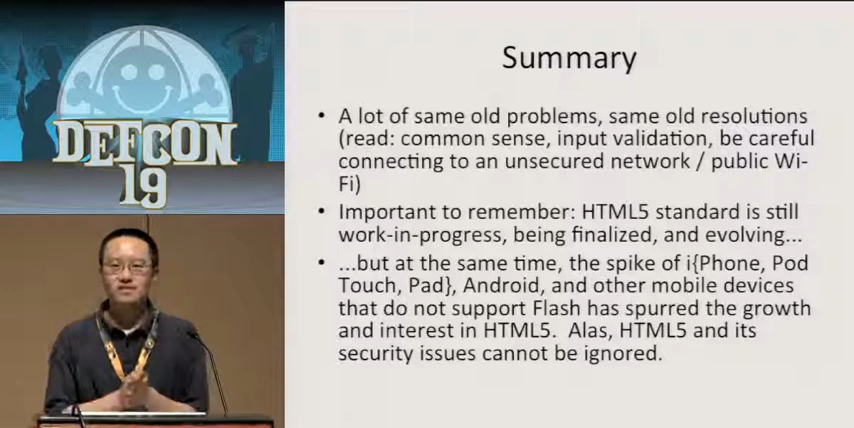 DEFCON
19
Summary
• A lot of same old problems, same old resolutions
(read: common sense, input validation, be careful
connecting to an unsecured network / public Wi-
Fi)
• Important to remember: HTML5 standard is still
work-in-progress, being finalized, and evolving...
• ...but at the same time, the spike of i{Phone, Pod
Touch, Pad}, Android, and other mobile devices
that do not support Flash has spurred the growth
and interest in HTML5.  Alas, HTML5 and its
security issues cannot be ignored.